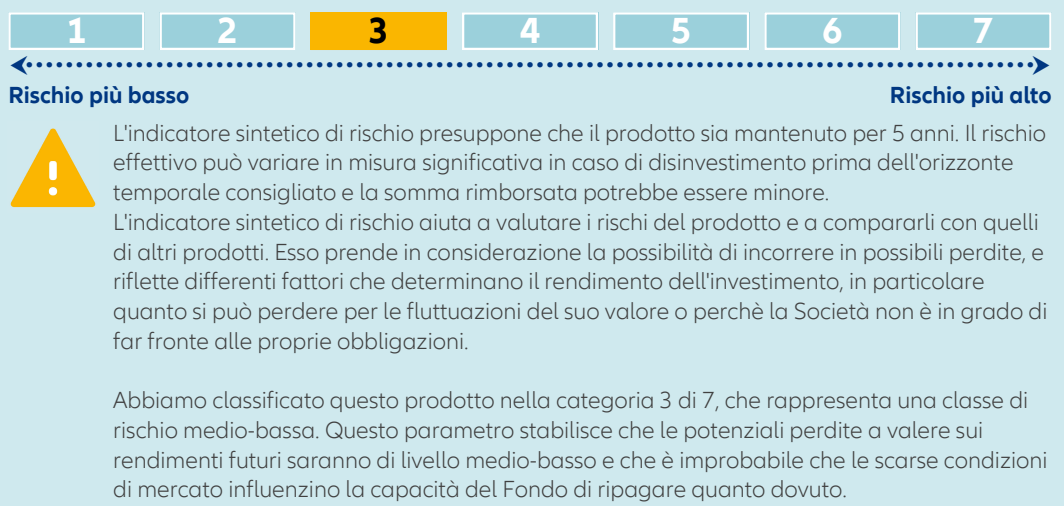 1 2 3 4 5 6 7
Rischio più basso Rischio più alto
L'indicatore sintetico di rischio presuppone che il prodotto sia mantenuto per 5 anni. Il rischio
effettivo può variare in misura significativa in caso di disinvestimento prima dell'orizzonte
temporale consigliato e la somma rimborsata potrebbe essere minore.
L'indicatore sintetico di rischio aiuta a valutare i rischi del prodotto e a compararli con quelli
di altri prodotti. Esso prende in considerazione la possibilità di incorrere in possibili perdite, e
riflette differenti fattori che determinano il rendimento dell'investimento, in particolare
quanto si può perdere per le fluttuazioni del suo valore o perchè la Società non è in grado di
far fronte alle proprie obbligazioni.
Abbiamo classificato questo prodotto nella categoria 3 di 7, che rappresenta una classe di
rischio medio-bassa. Questo parametro stabilisce che le potenziali perdite a valere sui
rendimenti futuri saranno di livello medio-basso e che è improbabile che le scarse condizioni
di mercato influenzino la capacità del Fondo di ripagare quanto dovuto.